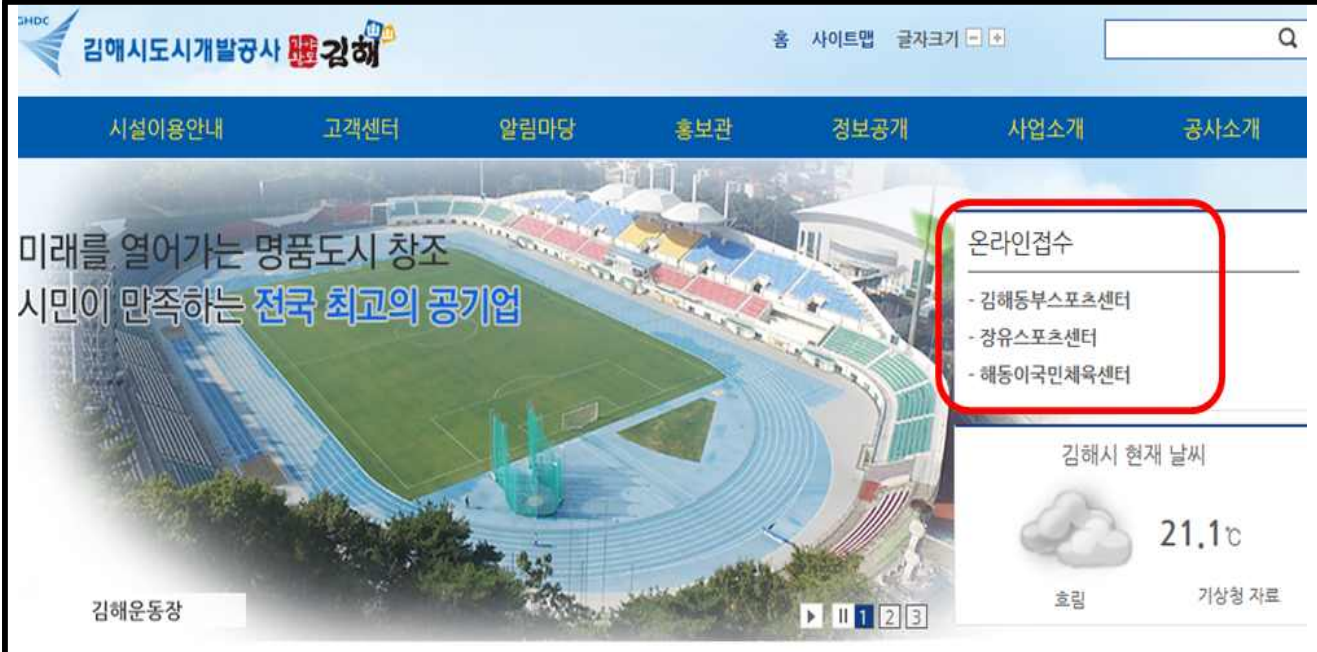 GHDC
김해시도시개발공사 가야왕도 김해
홈 사이트맵 글자크기 - +
시설이용안내 고객센터 알림마당 홍보관 정보공개 사업소개 공사소개
미래를 열어가는 명품도시 창조
시민이 만족하는 전국 최고의 공기업
온라인접수
- 김해동부스포츠센터
- 장유스포츠센터
- 해동이국민체육센터
김해시 현재 날씨
21.1℃
흐림 기상청 자료
김해운동장
1 2 3